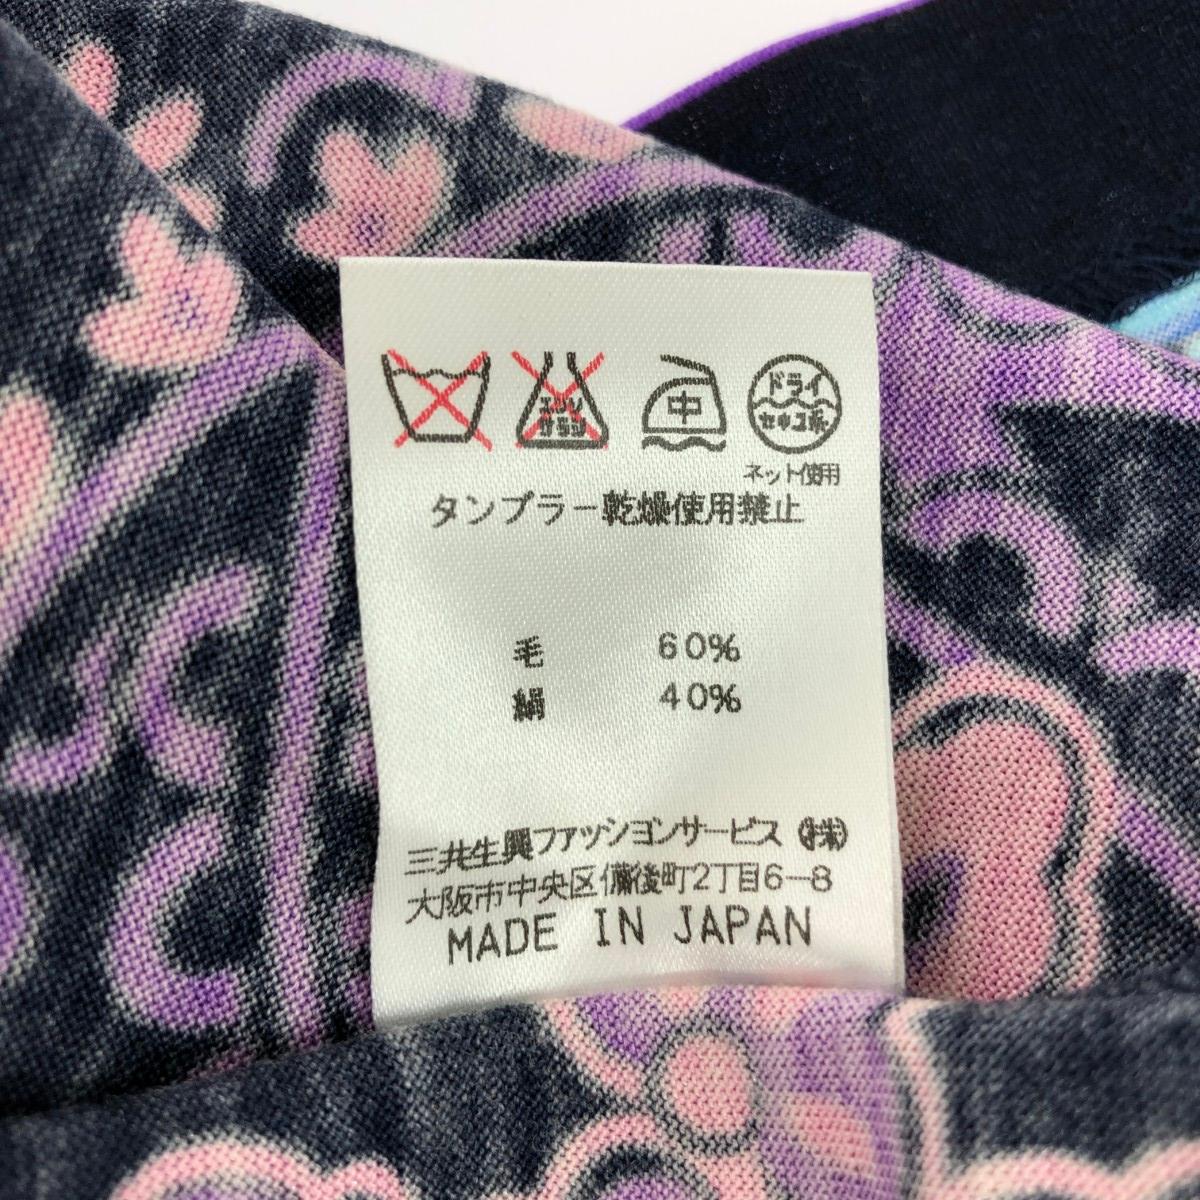 エンソ
サラシ
中
ドライ
セキユ系
ネット使用
タンブラー乾燥使用禁止
毛 60%
絹 40%
三共生興ファッションサービス(株)
大阪市中央区備後町2丁目6-8
MADE IN JAPAN